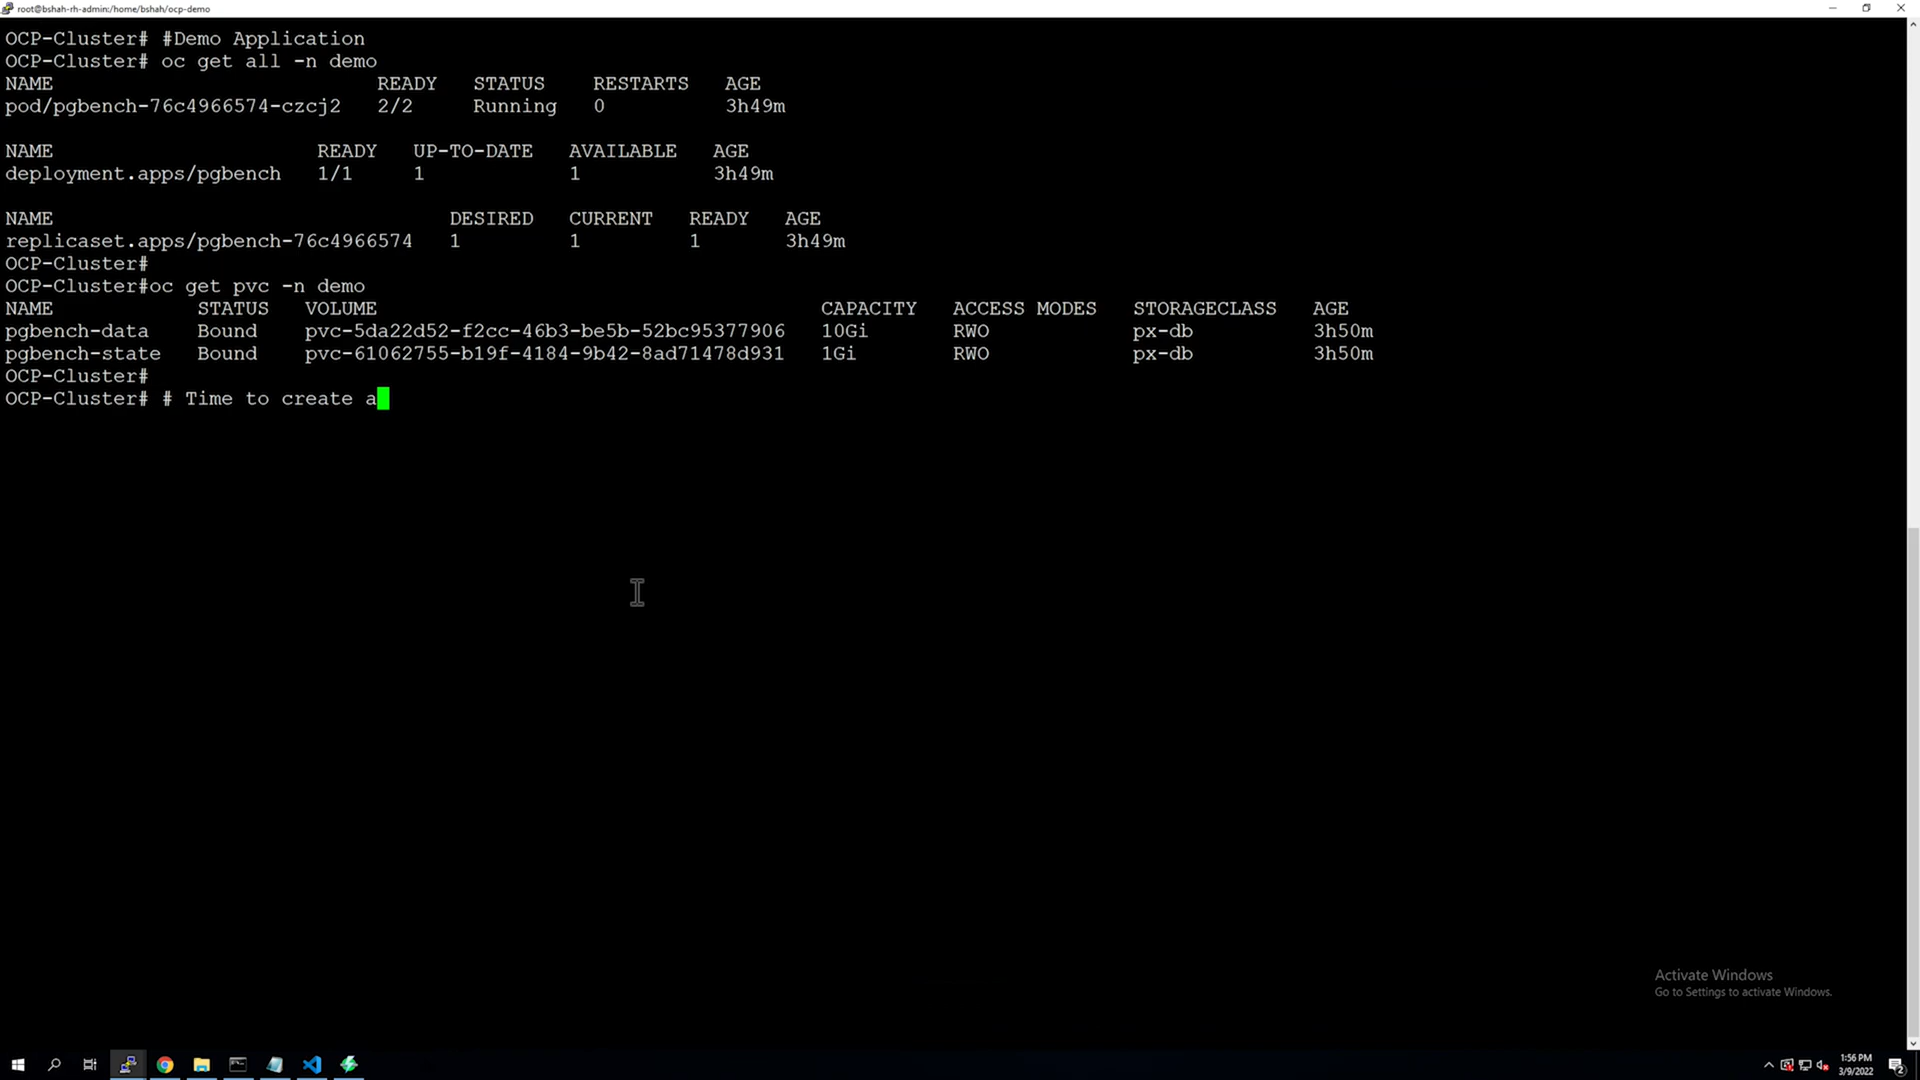 root@bshah-rh-admin:/home/bshah/ocp-demo
OCP-Cluster# #Demo Application
OCP-Cluster# oc get all -n demo
NAME READY STATUS RESTARTS AGE
pod/pgbench-76c4966574-czcj2 2/2 Running 0 3h49m
NAME READY UP-TO-DATE AVAILABLE AGE
deployment.apps/pgbench 1/1 1 1 3h49m
NAME DESIRED CURRENT READY AGE
replicaset.apps/pgbench-76c4966574 1 1 1 3h49m
OCP-Cluster#
OCP-Cluster#oc get pvc -n demo
NAME STATUS VOLUME CAPACITY ACCESS MODES STORAGECLASS AGE
pgbench-data Bound pvc-5da22d52-f2cc-46b3-be5b-52bc95377906 10Gi RWO px-db 3h50m
pgbench-state Bound pvc-61062755-b19f-4184-9b42-8ad71478d931 1Gi RWO px-db 3h50m
OCP-Cluster#
OCP-Cluster# # Time to create a
Activate Windows
Go to Settings to activate Windows.
1:56 PM
3/9/2022
2